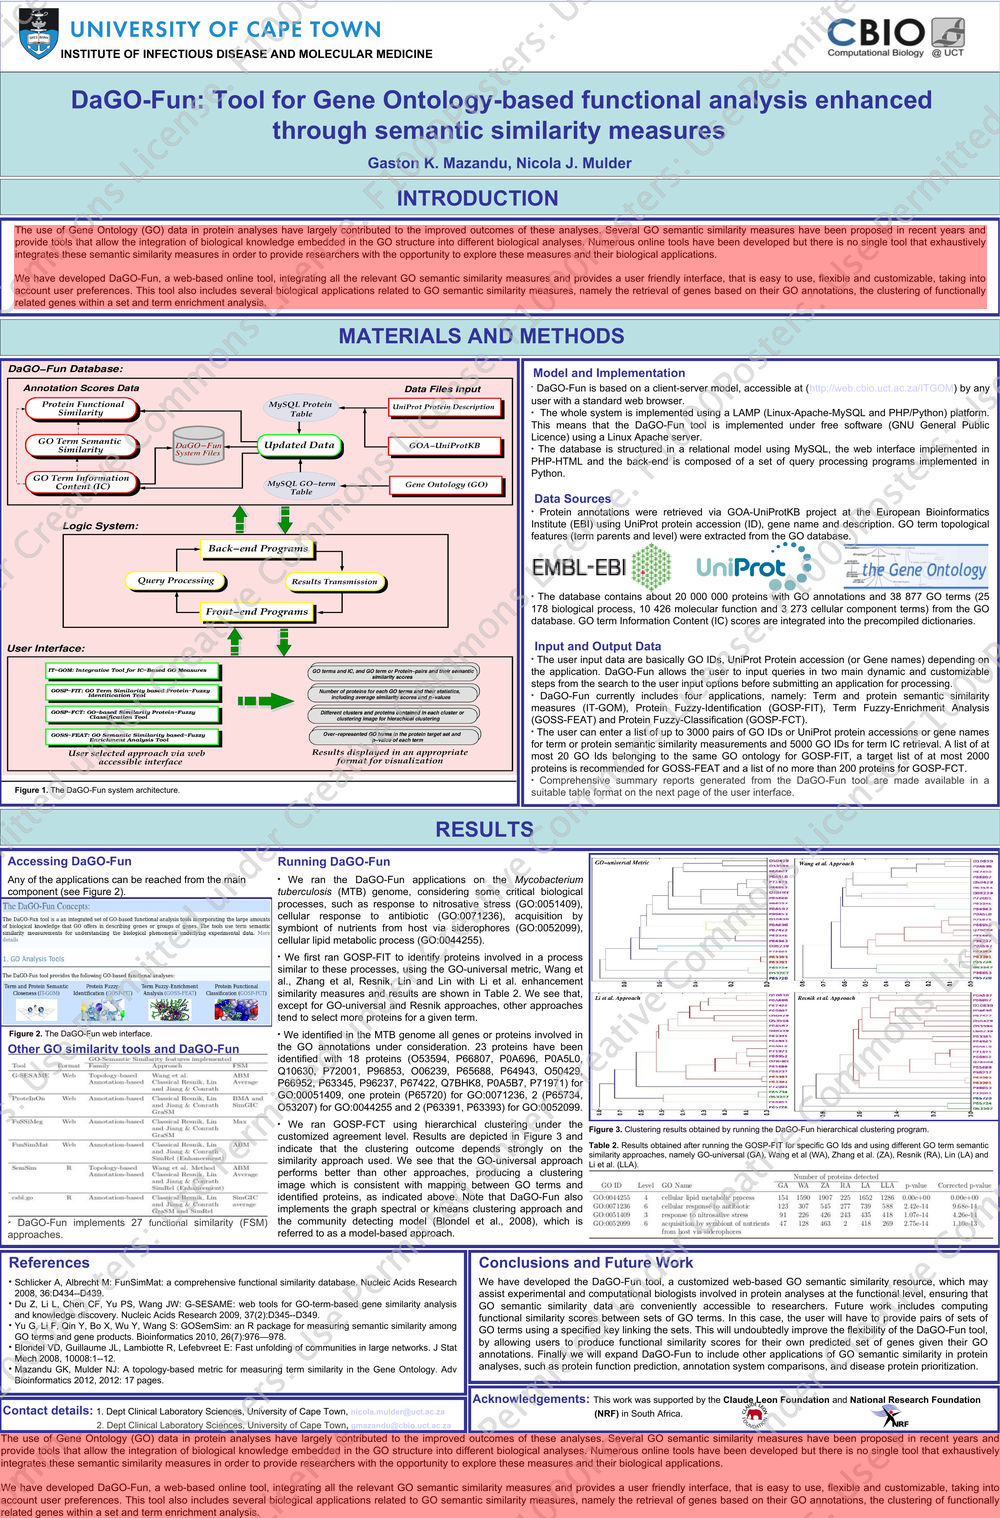 UNIVERSITY OF CAPE TOWN
INSTITUTE OF INFECTIOUS DISEASE AND MOLECULAR MEDICINE
CBIO
Computational Biology @ UCT
DaGO-Fun: Tool for Gene Ontology-based functional analysis enhanced
through semantic similarity measures
Gaston K. Mazandu, Nicola J. Mulder
INTRODUCTION
The use of Gene Ontology (GO) data in protein analyses have largely contributed to the improved outcomes of these analyses. Several GO semantic similarity measures have been proposed in recent years and
provide tools that allow the integration of biological knowledge embedded in the GO structure into different biological analyses. Numerous online tools have been developed but there is no single tool that exhaustively
integrates these semantic similarity measures in order to provide researchers with the opportunity to explore these measures and their biological applications.
We have developed DaGO-Fun, a web-based online tool, integrating all the relevant GO semantic similarity measures and provides a user friendly interface, that is easy to use, flexible and customizable, taking into
account user preferences. This tool also includes several biological applications related to GO semantic similarity measures, namely the retrieval of genes based on their GO annotations, the clustering of functionally
related genes within a set and term enrichment analysis.
MATERIALS AND METHODS
DaGO-Fun Database:
Annotation Scores Data
Data Files Input
Protein Functional
Similarity
GO Term Semantic
Similarity
GO Term Information
Content (IC)
DaGO-Fun
System Files
MySQL Protein
Table
Updated Data
MySQL GO-term
Table
UniProt Protein Description
GOA-UniProtKB
Gene Ontology (GO)
Logic System:
Back-end Programs
Query Processing
Results Transmission
Front-end Programs
User Interface:
IT-GOM: Integrative Tool for IC-Based GO Measures
GOSP-FIT: GO Term Similarity based Protein-Fuzzy
Identification Tool
GOSP-FCT: GO-based Similarity Protein-Fuzzy
Classification Tool
GOSS-FEAT: GO Semantic Similarity based-Fuzzy
Enrichment Analysis Tool
User selected approach via web
accessible interface
GO terms and IC, and GO term or Protein-pairs and their semantic
similarity scores
Number of proteins for each GO terms and their statistics,
including average similarity scores and p-values
Different clusters and proteins contained in each cluster or
clustering image for hierarchical clustering
Over-represented GO terms in the protein target set and
p-value of each term
Results displayed in an appropriate
format for visualization
Figure 1. The DaGO-Fun system architecture.
Model and Implementation
· DaGO-Fun is based on a client-server model, accessible at (http://web.cbio.uct.ac.za/ITGOM) by any
user with a standard web browser.
· The whole system is implemented using a LAMP (Linux-Apache-MySQL and PHP/Python) platform.
This means that the DaGO-Fun tool is implemented under free software (GNU General Public
Licence) using a Linux Apache server.
· The database is structured in a relational model using MySQL, the web interface implemented in
PHP-HTML and the back-end is composed of a set of query processing programs implemented in
Python.
Data Sources
· Protein annotations were retrieved via GOA-UniProtKB project at the European Bioinformatics
Institute (EBI) using UniProt protein accession (ID), gene name and description. GO term topological
features (term parents and level) were extracted from the GO database.
EMBL-EBI
UniProt
the Gene Ontology
· The database contains about 20 000 000 proteins with GO annotations and 38 877 GO terms (25
178 biological process, 10 426 molecular function and 3 273 cellular component terms) from the GO
database. GO term Information Content (IC) scores are integrated into the precompiled dictionaries.
Input and Output Data
· The user input data are basically GO IDs, UniProt Protein accession (or Gene names) depending on
the application. DaGO-Fun allows the user to input queries in two main dynamic and customizable
steps from the search to the user input options before submitting an application for processing.
· DaGO-Fun currently includes four applications, namely: Term and protein semantic similarity
measures (IT-GOM), Protein Fuzzy-Identification (GOSP-FIT), Term Fuzzy-Enrichment Analysis
(GOSS-FEAT) and Protein Fuzzy-Classification (GOSP-FCT).
· The user can enter a list of up to 3000 pairs of GO IDs or UniProt protein accessions or gene names
for term or protein semantic similarity measurements and 5000 GO IDs for term IC retrieval. A list of at
most 20 GO Ids belonging to the same GO ontology for GOSP-FIT, a target list of at most 2000
proteins is recommended for GOSS-FEAT and a list of no more than 200 proteins for GOSP-FCT.
· Comprehensive summary reports generated from the DaGO-Fun tool are made available in a
suitable table format on the next page of the user interface.
RESULTS
Accessing DaGO-Fun
Any of the applications can be reached from the main
component (see Figure 2).
The DaGO-Fun Concepts:
The DaGO-Fun tool is a an integrated set of GO-based functional analysis tools incorporating the large amounts
of biological knowledge that GO offers in describing genes or groups of genes. The tools use term semantic
similarity measurements for understanding the biological phenomena underlying experimental data. More
details
1. GO Analysis Tools
The DaGO-Fun tool provides the following GO-based functional analyses:
Term and Protein Semantic
Closeness (IT-GOM)
Protein Fuzzy-
Identification (GOSP-FIT)
Term Fuzzy-Enrichment
Analysis (GOSS-FEAT)
Protein Functional
Classification (GOSP-FCT)
Figure 2. The DaGO-Fun web interface.
Other GO similarity tools and DaGO-Fun
GO-Semantic Similarity features implemented
Tool Format Family Approach FSM
G-SESAME Web Topology-based Wang et al. ABM
Annotation-based Classical Resnik, Lin Average
and Jiang & Conrath
ProteInOn Web Annotation-based Classical Resnik, Lin BMA and
and Jiang & Conrath SimGIC
GraSM
FuSSiMeg Web Annotation-based Classical Resnik, Lin Max
and Jiang & Conrath
GraSM
FunSimMat Web Annotation-based Classical Resnik, Lin ABM
and Jiang & Conrath
SimRel (Enhancement)
SemSim R Topology-based Wang et al. Method ABM
Annotation-based Classical Resnik, Lin Average
and Jiang & Conrath
SimRel (Enhancement)
csbl.go R Annotation-based Classical Resnik, Lin SimGIC
and Jiang & Conrath average
GraSM and SimRel
· DaGO-Fun implements 27 functional similarity (FSM)
approaches.
Running DaGO-Fun
· We ran the DaGO-Fun applications on the Mycobacterium
tuberculosis (MTB) genome, considering some critical biological
processes, such as response to nitrosative stress (GO:0051409),
cellular response to antibiotic (GO:0071236), acquisition by
symbiont of nutrients from host via siderophores (GO:0052099),
cellular lipid metabolic process (GO:0044255).
· We first ran GOSP-FIT to identify proteins involved in a process
similar to these processes, using the GO-universal metric, Wang et
al., Zhang et al, Resnik, Lin and Lin with Li et al. enhancement
similarity measures and results are shown in Table 2. We see that,
except for GO-universal and Resnik approaches, other approaches
tend to select more proteins for a given term.
· We identified in the MTB genome all genes or proteins involved in
the GO annotations under consideration. 23 proteins have been
identified with 18 proteins (O53594, P66807, P0A696, P0A5L0,
Q10630, P72001, P96853, O06239, P65688, P64943, O50429,
P66952, P63345, P96237, P67422, Q7BHK8, P0A5B7, P71971) for
GO:00051409, one protein (P65720) for GO:0071236, 2 (P65734,
O53207) for GO:0044255 and 2 (P63391, P63393) for GO:0052099.
· We ran GOSP-FCT using hierarchical clustering under the
customized agreement level. Results are depicted in Figure 3 and
indicate that the clustering outcome depends strongly on the
similarity approach used. We see that the GO-universal approach
performs better than other approaches, producing a clustering
image which is consistent with mapping between GO terms and
identified proteins, as indicated above. Note that DaGO-Fun also
implements the graph spectral or kmeans clustering approach and
the community detecting model (Blondel et al., 2008), which is
referred to as a model-based approach.
GO-universal Metric
Wang et al. Approach
Li et al. Approach
Resnik et al. Approach
Figure 3. Clustering results obtained by running the DaGO-Fun hierarchical clustering program.
Table 2. Results obtained after running the GOSP-FIT for specific GO Ids and using different GO term semantic
similarity approaches, namely GO-universal (GA), Wang et al (WA), Zhang et al. (ZA), Resnik (RA), Lin (LA) and
Li et al. (LLA).
Number of proteins detected
GO ID Level GO Name GA WA ZA RA LA LLA p-value Corrected p-value
GO:0044255 4 cellular lipid metabolic process 154 1590 1907 225 1652 1286 0.00e+00 0.00e+00
GO:0071236 6 cellular response to antibiotic 123 307 545 277 739 588 2.42e-14 9.68e-14
GO:0051409 5 response to nitrosative stress 91 226 426 243 435 418 1.07e-14 4.26e-14
GO:0052099 6 acquisition by symbiont of nutrients 47 128 463 2 418 269 2.75e-14 1.10e-13
from host via siderophores
References
· Schlicker A, Albrecht M: FunSimMat: a comprehensive functional similarity database. Nucleic Acids Research
2008, 36:D434--D439.
· Du Z, Li L, Chen CF, Yu PS, Wang JW: G-SESAME: web tools for GO-term-based gene similarity analysis
and knowledge discovery. Nucleic Acids Research 2009, 37(2):D345--D349.
· Yu G, Li F, Qin Y, Bo X, Wu Y, Wang S: GOSemSim: an R package for measuring semantic similarity among
GO terms and gene products. Bioinformatics 2010, 26(7):976—978.
· Blondel VD, Guillaume JL, Lambiotte R, Lefebvreet E: Fast unfolding of communities in large networks. J Stat
Mech 2008, 10008:1--12.
· Mazandu GK, Mulder NJ: A topology-based metric for measuring term similarity in the Gene Ontology. Adv
Bioinformatics 2012, 2012: 17 pages.
Contact details: 1. Dept Clinical Laboratory Sciences, University of Cape Town, nicola.mulder@uct.ac.za
2. Dept Clinical Laboratory Sciences, University of Cape Town, gmazandu@cbio.uct.ac.za
Conclusions and Future Work
We have developed the DaGO-Fun tool, a customized web-based GO semantic similarity resource, which may
assist experimental and computational biologists involved in protein analyses at the functional level, ensuring that
GO semantic similarity data are conveniently accessible to researchers. Future work includes computing
functional similarity scores between sets of GO terms. In this case, the user will have to provide pairs of sets of
GO terms using a specified key linking the sets. This will undoubtedly improve the flexibility of the DaGO-Fun tool,
by allowing users to produce functional similarity scores for their own predicted set of genes given their GO
annotations. Finally we will expand DaGO-Fun to include other applications of GO semantic similarity in protein
analyses, such as protein function prediction, annotation system comparisons, and disease protein prioritization.
Acknowledgements: This work was supported by the Claude Leon Foundation and National Research Foundation
(NRF) in South Africa.
NRF
The use of Gene Ontology (GO) data in protein analyses have largely contributed to the improved outcomes of these analyses. Several GO semantic similarity measures have been proposed in recent years and
provide tools that allow the integration of biological knowledge embedded in the GO structure into different biological analyses. Numerous online tools have been developed but there is no single tool that exhaustively
integrates these semantic similarity measures in order to provide researchers with the opportunity to explore these measures and their biological applications.
We have developed DaGO-Fun, a web-based online tool, integrating all the relevant GO semantic similarity measures and provides a user friendly interface, that is easy to use, flexible and customizable, taking into
account user preferences. This tool also includes several biological applications related to GO semantic similarity measures, namely the retrieval of genes based on their GO annotations, the clustering of functionally
related genes within a set and term enrichment analysis.